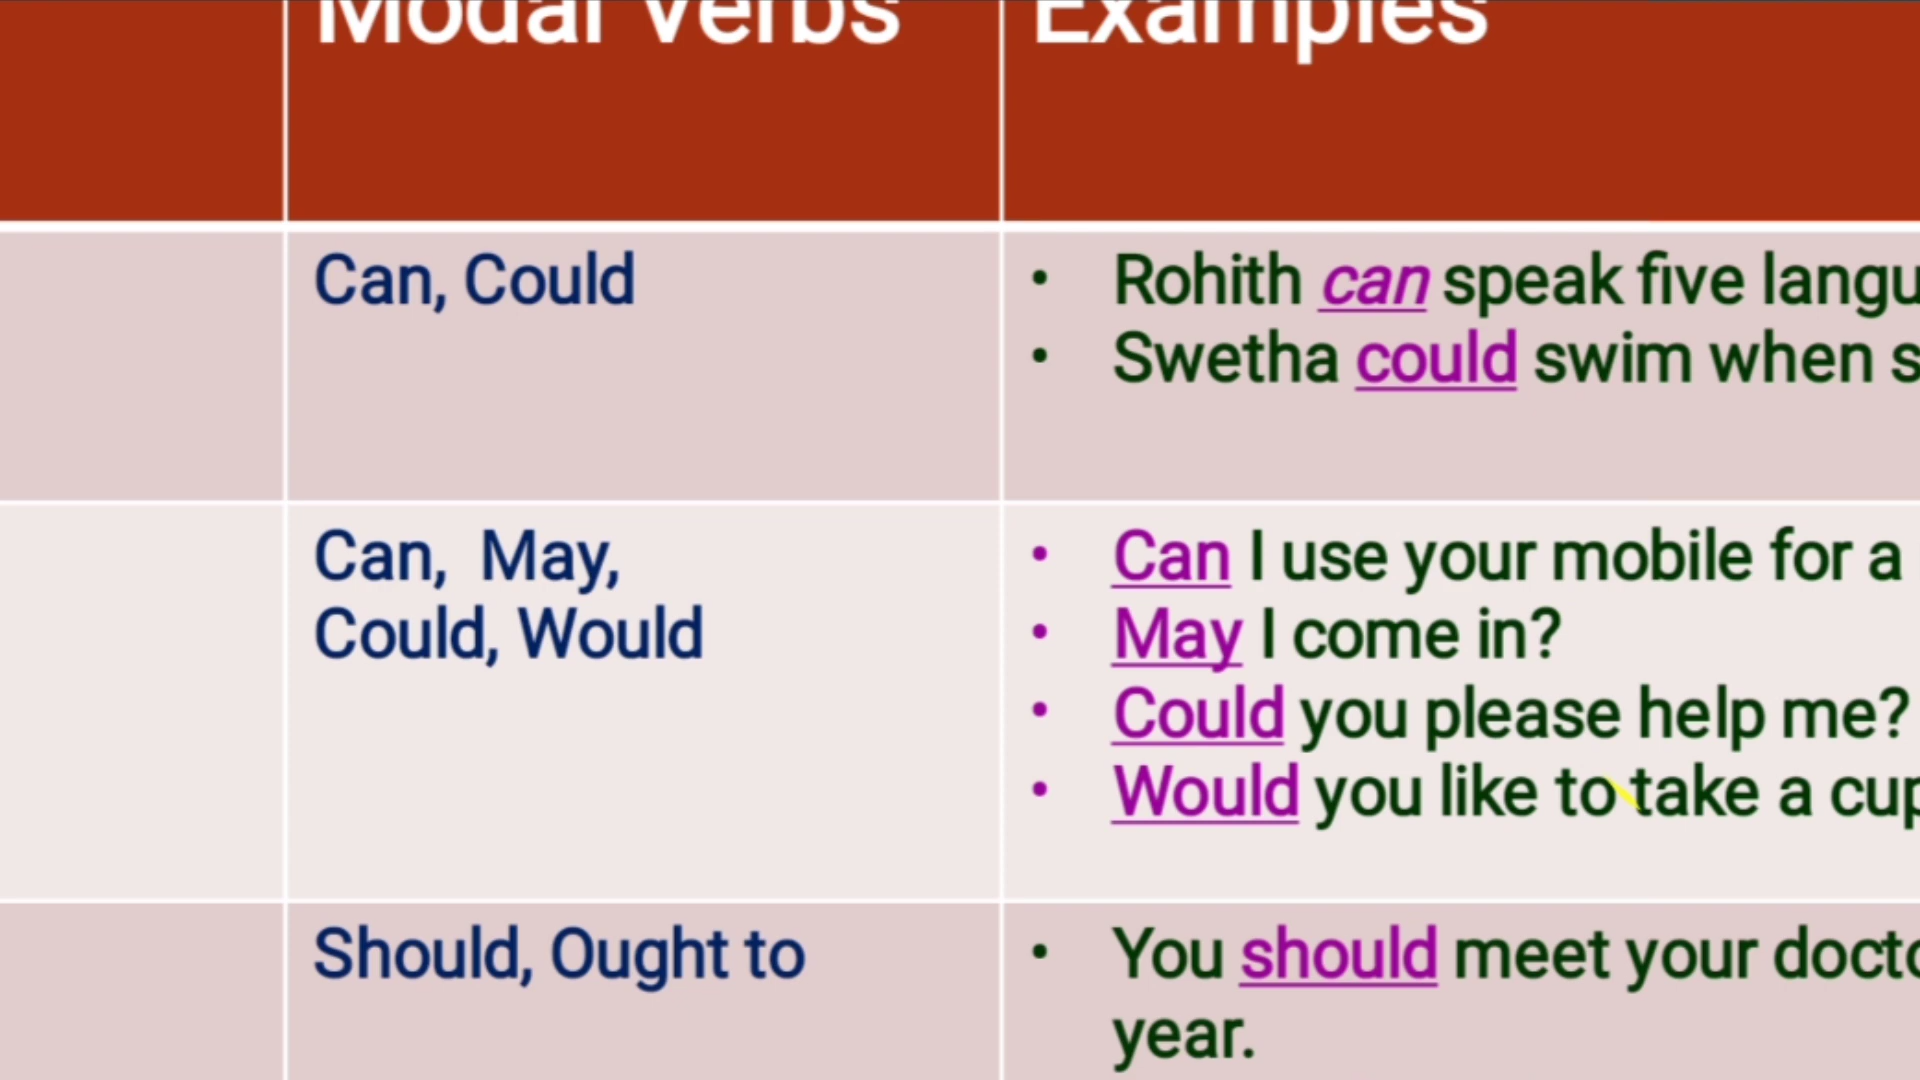 Modal Verbs
Examples
Can, Could
• Rohith can speak five
• Swetha could swim when
Can, May,
Could, Would
• Can I use your mobile for a
• May I come in?
• Could you please help me?
• Would you like to take a cup
Should, Ought to
• You should meet your
year.